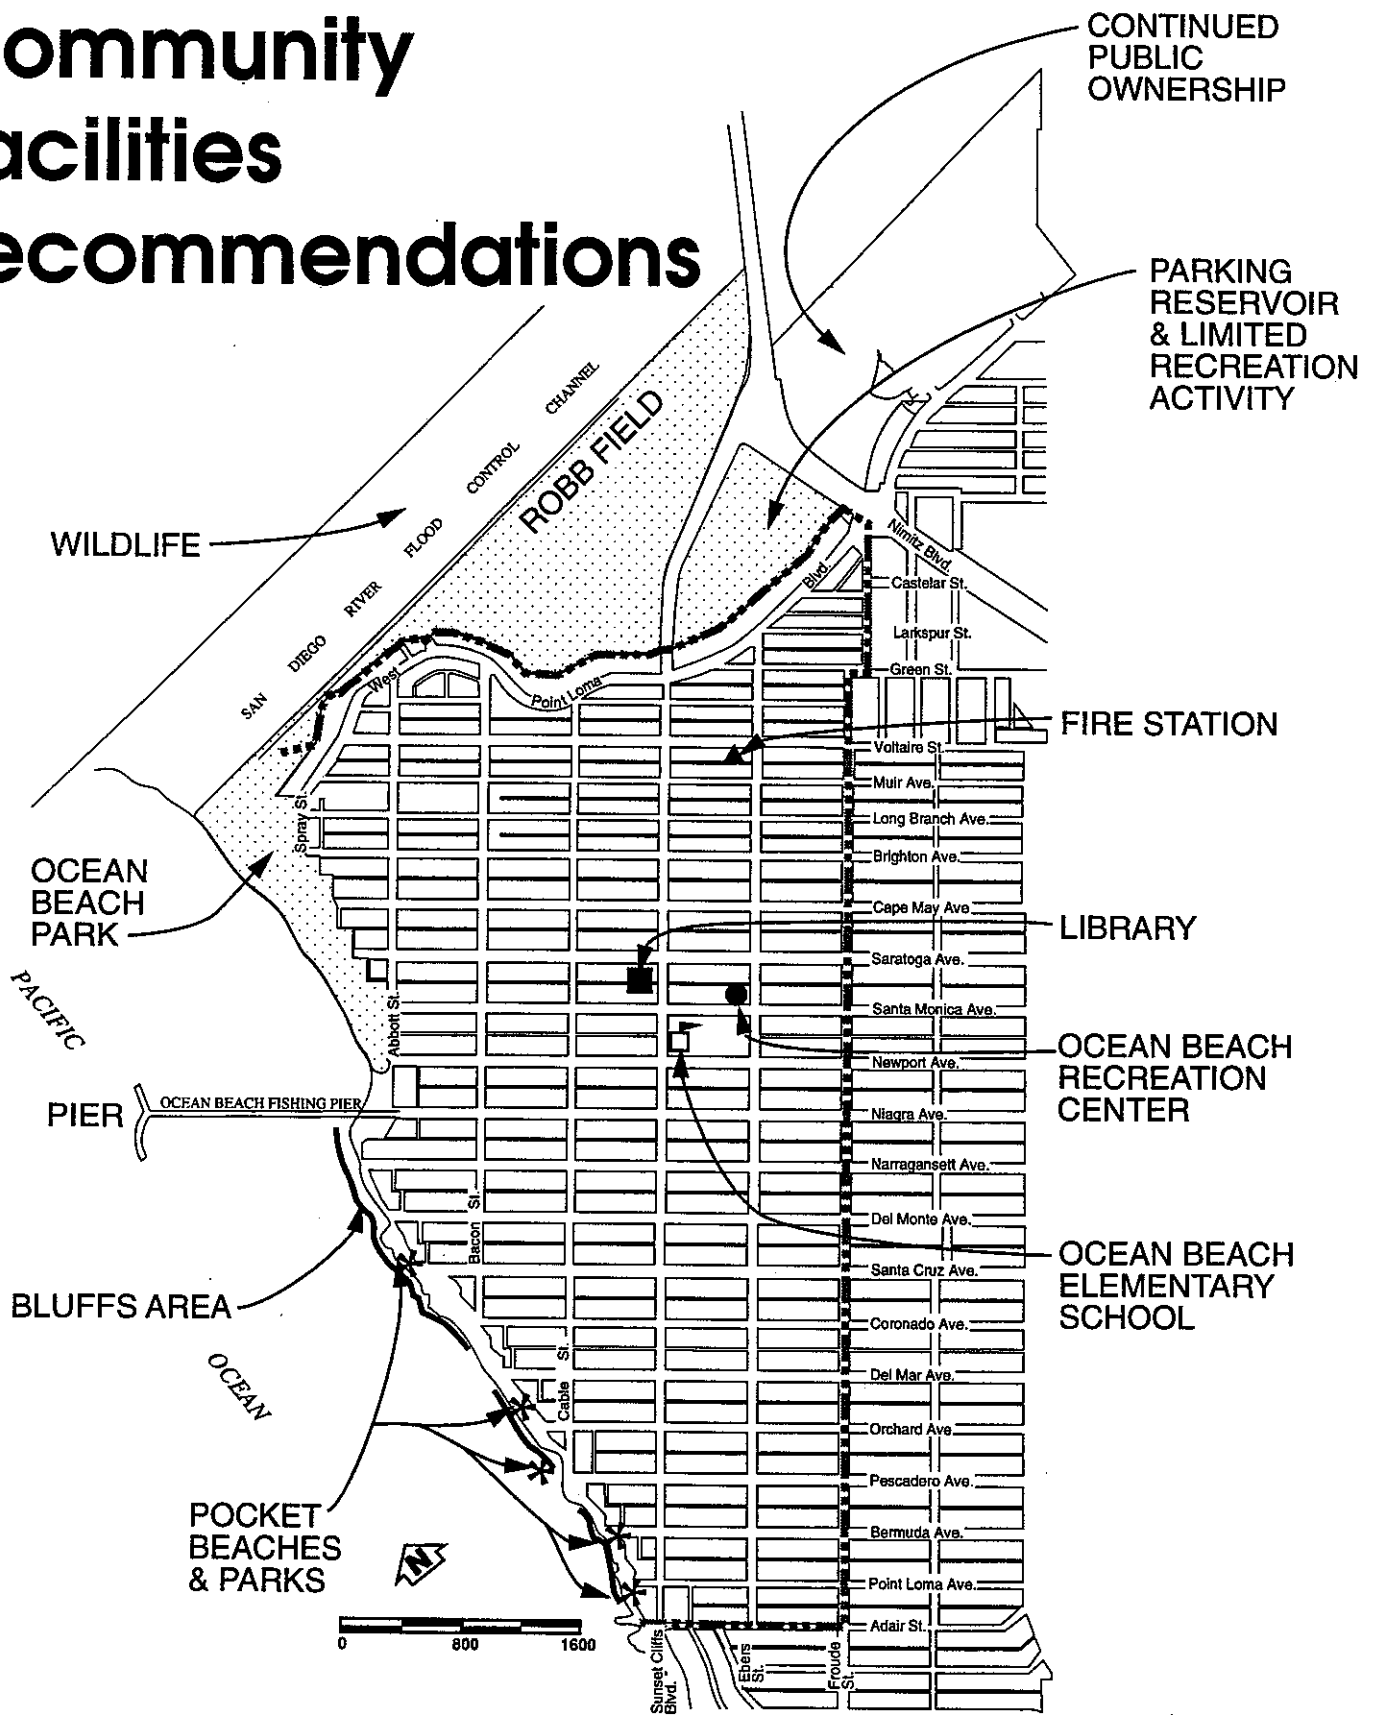 ommunity
acilities
ecommendations
CONTINUED
PUBLIC
OWNERSHIP
PARKING
RESERVOIR
& LIMITED
RECREATION
ACTIVITY
ROBB FIELD
SAN DIEGO RIVER FLOOD CONTROL CHANNEL
WILDLIFE
Nimitz Blvd.
Castelar St.
Larkspur St.
Green St.
West Point Loma Blvd.
FIRE STATION
Voltaire St.
Muir Ave.
Long Branch Ave.
Brighton Ave.
Cape May Ave
Spray St.
OCEAN
BEACH
PARK
LIBRARY
Saratoga Ave.
Santa Monica Ave.
Abbott St.
PACIFIC
OCEAN BEACH
RECREATION
CENTER
Newport Ave.
PIER
OCEAN BEACH FISHING PIER
Niagra Ave.
Narragansett Ave.
Del Monte Ave.
Bacon St.
OCEAN BEACH
ELEMENTARY
SCHOOL
Santa Cruz Ave.
BLUFFS AREA
Coronado Ave.
OCEAN
Del Mar Ave.
Cable St.
Orchard Ave
Pescadero Ave.
POCKET
BEACHES
& PARKS
Bermuda Ave.
N
Point Loma Ave.
Adair St.
0 800 1600
Sunset Cliffs
Blvd.
Ebers
St.
Froude
St.